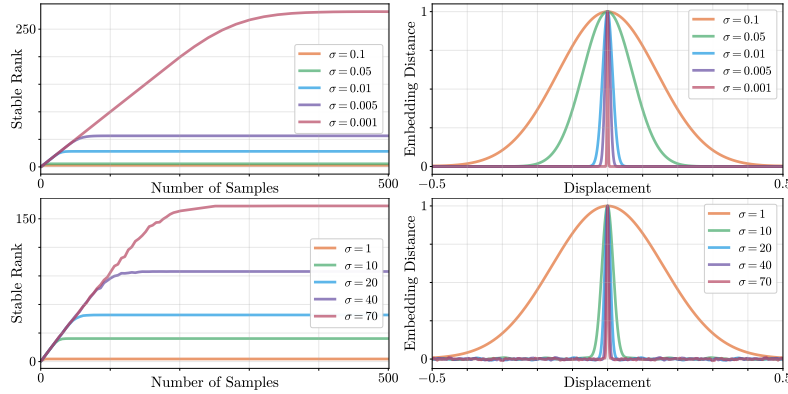 250
0
0
500
Stable Rank
Number of Samples
σ = 0.1
σ = 0.05
σ = 0.01
σ = 0.005
σ = 0.001
1
0
−0.5
0.5
Embedding Distance
Displacement
σ = 0.1
σ = 0.05
σ = 0.01
σ = 0.005
σ = 0.001
150
0
0
500
Stable Rank
Number of Samples
σ = 1
σ = 10
σ = 20
σ = 40
σ = 70
1
0
−0.5
0.5
Embedding Distance
Displacement
σ = 1
σ = 10
σ = 20
σ = 40
σ = 70